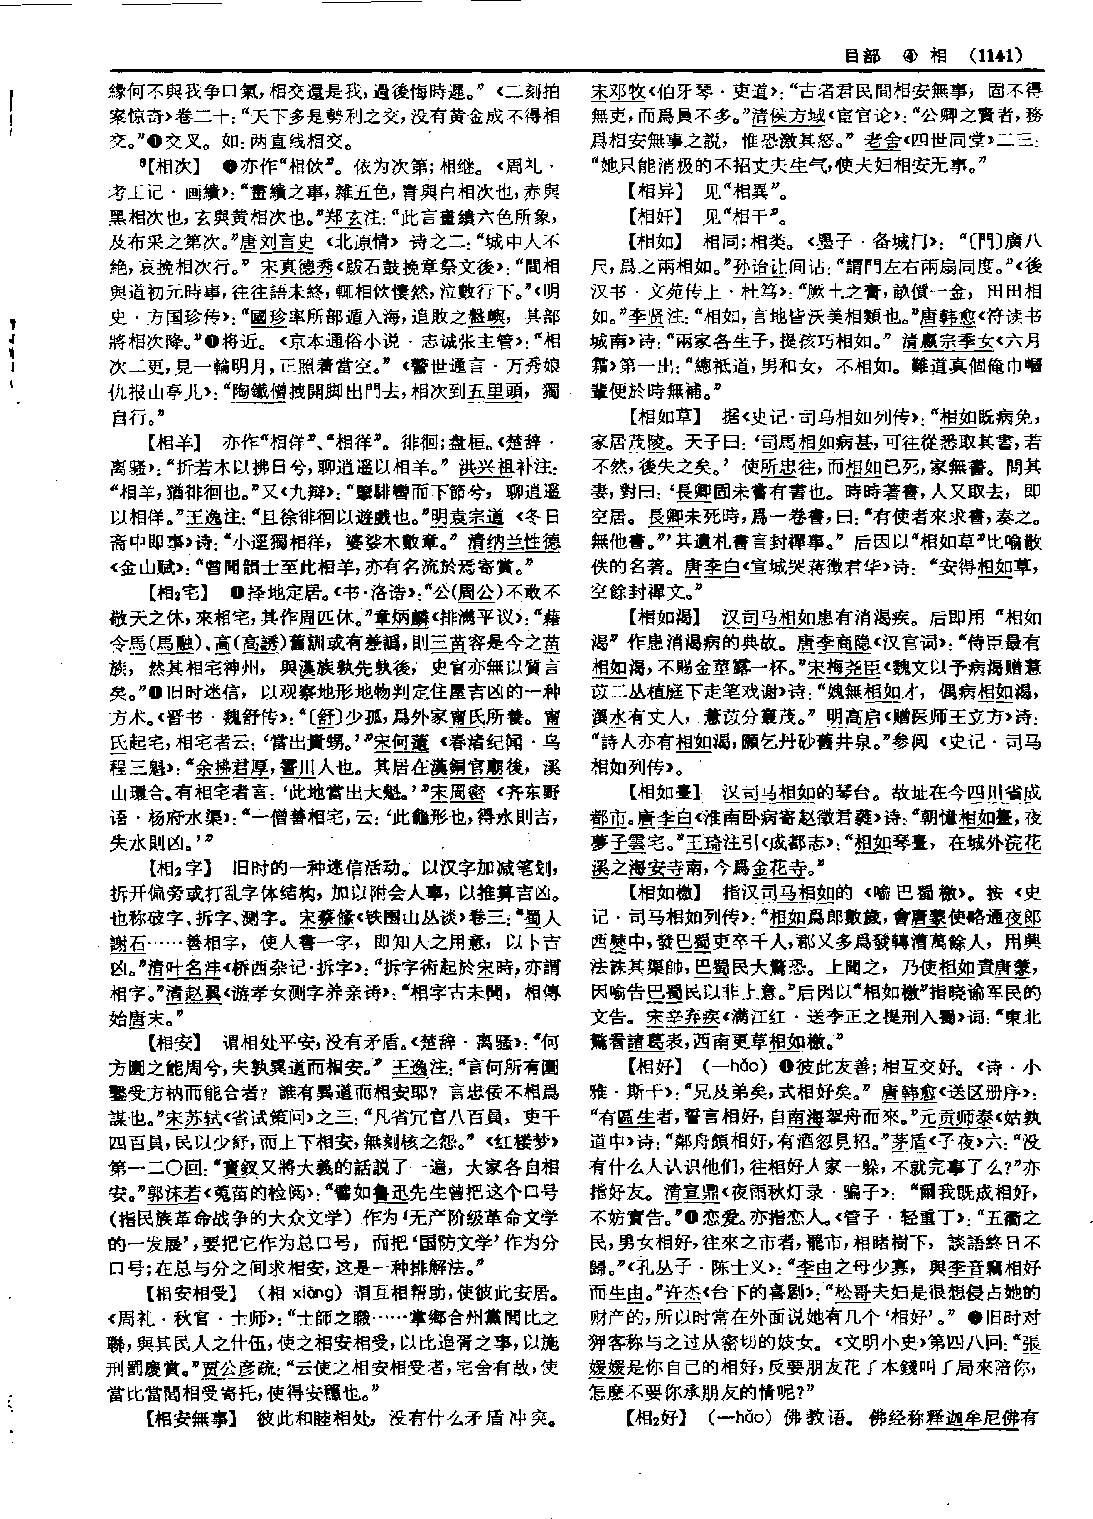 目部 ④ 相 (1141)
缘何不與我争口氣,相交還是我,過後悔時遲。”《二刻拍
案惊奇》卷二十:“天下多是勢利之交,没有黄金成不得相
交。”❶交叉。如:两直线相交。
【相次】 ❶亦作“相佽”。依为次第;相继。《周礼·
考工记·画繢》:“畫繢之事,雜五色,青與白相次也,赤與
黑相次也,玄與黄相次也。”郑玄注:“此言畫繢六色所象,
及布采之第次。”唐刘言史《北原情》诗之二:“城中人不
絶,哀挽相次行。”宋真德秀《跋石鼓挽章祭文後》:“間相
與道初元時事,往往語未終,輒相佽悽然,泣數行下。”《明
史·方国珍传》:“國珍率所部遁入海,追敗之盤嶼,其部
將相次降。”❶将近。《京本通俗小说·志诚张主管》:“相
次二更,見一輪明月,正照著當空。”《警世通言·万秀娘
仇报山亭儿》:“陶鐵僧拽開脚出門去,相次到五里頭,獨
自行。”
【相羊】 亦作“相佯”、“相徉”。徘徊;盘桓。《楚辞·
离骚》:“折若木以拂日兮,聊逍遥以相羊。”洪兴祖补注:
“相羊,猶徘徊也。”又《九辩》:“攬騑轡而下節兮,聊逍遥
以相佯。”王逸注:“且徐徘徊以遊戲也。”明袁宗道《冬日
斋中即事》诗:“小逕獨相徉,婆娑木數章。”清纳兰性德
《金山赋》:“曾聞韻士至此相羊,亦有名流於焉寄賞。”
【相₂宅】 ❶择地定居。《书·洛诰》:“公(周公)不敢不
敬天之休,來相宅,其作周匹休。”章炳麟《排满平议》:“藉
令馬(馬融)、高(高誘)舊訓或有差譌,則三苗容是今之苗
族,然其相宅神州,與漢族孰先孰後,史官亦無以質言
矣。”❶旧时迷信,以观察地形地物判定住屋吉凶的一种
方术。《晋书·魏舒传》:“〔舒〕少孤,爲外家甯氏所養。甯
氏起宅,相宅者云:‘當出貴甥。’”宋何薳《春渚纪闻·乌
程三魁》:“余拂君厚,霅川人也。其居在漢銅官廟後,溪
山環合。有相宅者言:‘此地當出大魁。’”宋周密《齐东野
语·杨府水渠》:“一僧善相宅,云:‘此龜形也,得水則吉,
失水則凶。’”
【相₂字】 旧时的一种迷信活动。以汉字加减笔划,
拆开偏旁或打乱字体结构,加以附会人事,以推算吉凶。
也称破字、拆字、测字。宋蔡絛《铁围山丛谈》卷三:“蜀人
謝石……善相字,使人書一字,即知人之用意,以卜吉
凶。”清叶名沣《桥西杂记·拆字》:“拆字術起於宋時,亦謂
相字。”清赵翼《游孝女测字养亲诗》:“相字古未聞,相傳
始唐末。”
【相安】 谓相处平安,没有矛盾。《楚辞·离骚》:“何
方圜之能周兮,夫孰異道而相安。”王逸注:“言何所有圜
鑿受方枘而能合者?誰有異道而相安耶?言忠佞不相爲
謀也。”宋苏轼《省试策问》之三:“凡省冗官八百員,吏千
四百員,民以少紓,而上下相安,無刻核之怨。”《红楼梦》
第一二〇回:“寶釵又將大義的話説了一遍,大家各自相
安。”郭沫若《蒐苗的检阅》:“譬如鲁迅先生曾把这个口号
(指民族革命战争的大众文学)作为‘无产阶级革命文学
的一发展’,要把它作为总口号,而把‘国防文学’作为分
口号;在总与分之间求相安,这是一种排解法。”
【相安相受】 (相 xiāng)谓互相帮助,使彼此安居。
《周礼·秋官·士师》:“士師之職……掌鄉合州黨閭比之
聯,與其民人之什伍,使之相安相受,以比追胥之事,以施
刑罰慶賞。”贾公彦疏:“云使之相安相受者,宅舍有故,使
當比當閭相受寄托,使得安穩也。”
【相安無事】 彼此和睦相处,没有什么矛盾冲突。
宋邓牧《伯牙琴·吏道》:“古者君民間相安無事,固不得
無吏,而爲員不多。”清侯方域《宦官论》:“公卿之賢者,務
爲相安無事之説,惟恐激其怒。”老舍《四世同堂》二三:
“她只能消极的不招丈夫生气,使夫妇相安无事。”
【相异】 见“相異”。
【相奸】 见“相干”。
【相如】 相同;相类。《墨子·备城门》:“〔門〕廣八
尺,爲之兩相如。”孙诒让间诂:“謂門左右兩扇同度。”《後
汉书·文苑传上·杜笃》:“厥土之膏,畝價一金,田田相
如。”李贤注:“相如,言地皆沃美相類也。”唐韩愈《符读书
城南》诗:“兩家各生子,提孩巧相如。”清嬴宗季女《六月
霜》第一出:“總衹道,男和女,不相如。難道真個俺巾幗
輩便於時無補。”
【相如草】 据《史记·司马相如列传》:“相如既病免,
家居茂陵。天子曰:‘司馬相如病甚,可往從悉取其書,若
不然,後失之矣。’使所忠往,而相如已死,家無書。問其
妻,對曰:‘長卿固未嘗有書也。時時著書,人又取去,即
空居。長卿未死時,爲一卷書,曰:“有使者來求書,奏之。
無他書。”’其遺札書言封禪事。”后因以“相如草”比喻散
佚的名著。唐李白《宣城哭蒋徵君华》诗:“安得相如草,
空餘封禪文。”
【相如渴】 汉司马相如患有消渴疾。后即用“相如
渴”作患消渴病的典故。唐李商隐《汉宫词》:“侍臣最有
相如渴,不賜金莖露一杯。”宋梅尧臣《魏文以予病渴赠薏
苡二丛植庭下走笔戏谢》诗:“媿無相如才,偶病相如渴,
潩水有丈人,薏苡分蘩茂。”明高启《赠医师王立方》诗:
“詩人亦有相如渴,願乞丹砂舊井泉。”参阅《史记·司马
相如列传》。
【相如臺】 汉司马相如的琴台。故址在今四川省成
都市。唐李白《淮南卧病寄赵徵君蕤》诗:“朝憶相如臺,夜
夢子雲宅。”王琦注引《成都志》:“相如琴臺,在城外浣花
溪之海安寺南,今爲金花寺。”
【相如檄】 指汉司马相如的《喻巴蜀檄》。按《史
记·司马相如列传》:“相如爲郎數歲,會唐蒙使略通夜郎
西僰中,發巴蜀吏卒千人,郡又多爲發轉漕萬餘人,用興
法誅其渠帥,巴蜀民大驚恐。上聞之,乃使相如責唐蒙,
因喻告巴蜀民以非上意。”后因以“相如檄”指晓谕军民的
文告。宋辛弃疾《满江红·送李正之提刑入蜀》词:“東北
驚看諸葛表,西南更草相如檄。”
【相好】 (—hǎo)❶彼此友善;相互交好。《诗·小
雅·斯干》:“兄及弟矣,式相好矣。”唐韩愈《送区册序》:
“有區生者,誓言相好,自南海挐舟而來。”元贡师泰《姑孰
道中》诗:“鄰舟頗相好,有酒忽見招。”茅盾《子夜》六:“没
有什么人认识他们,往相好人家一躲,不就完事了么?”亦
指好友。清宣鼎《夜雨秋灯录·骗子》:“爾我既成相好,
不妨實告。”❶恋爱。亦指恋人。《管子·轻重丁》:“五衢之
民,男女相好,往來之市者,罷市,相睹樹下,談語終日不
歸。”《孔丛子·陈士义》:“李由之母少寡,與李音竊相好
而生由。”许杰《台下的喜剧》:“松哥夫妇是很想侵占她的
财产的,所以时常在外面说她有几个‘相好’。”❸旧时对
狎客称与之过从密切的妓女。《文明小史》第四八回:“張
媛媛是你自己的相好,反要朋友花了本錢叫了局來陪你,
怎麽不要你承朋友的情呢?”
【相₂好】 (—hǎo)佛教语。佛经称释迦牟尼佛有